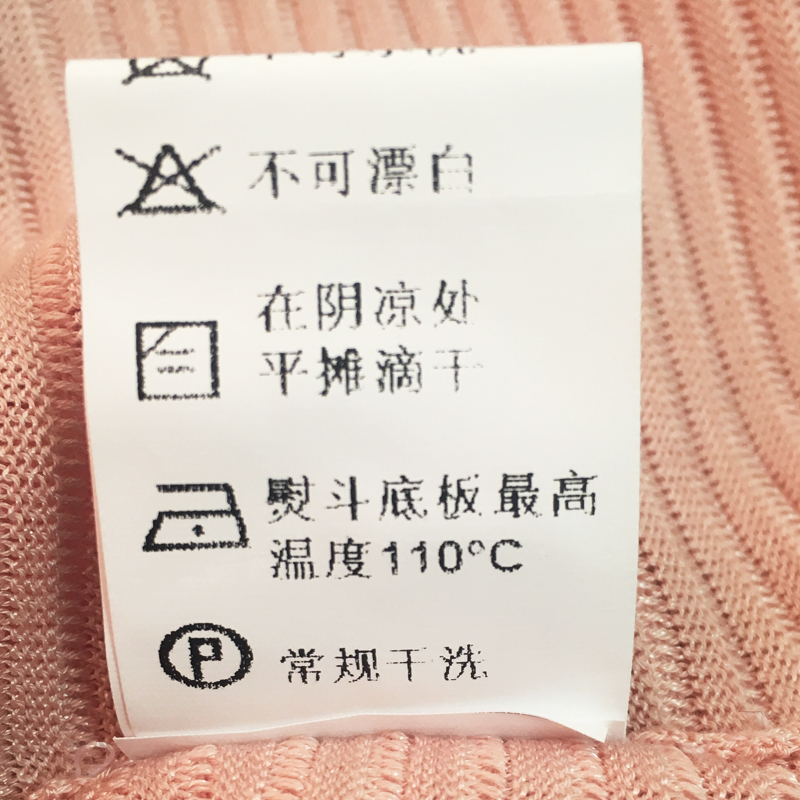 不可漂白
在阴凉处
平摊滴干
熨斗底板最高
温度110°C
P
常规干洗